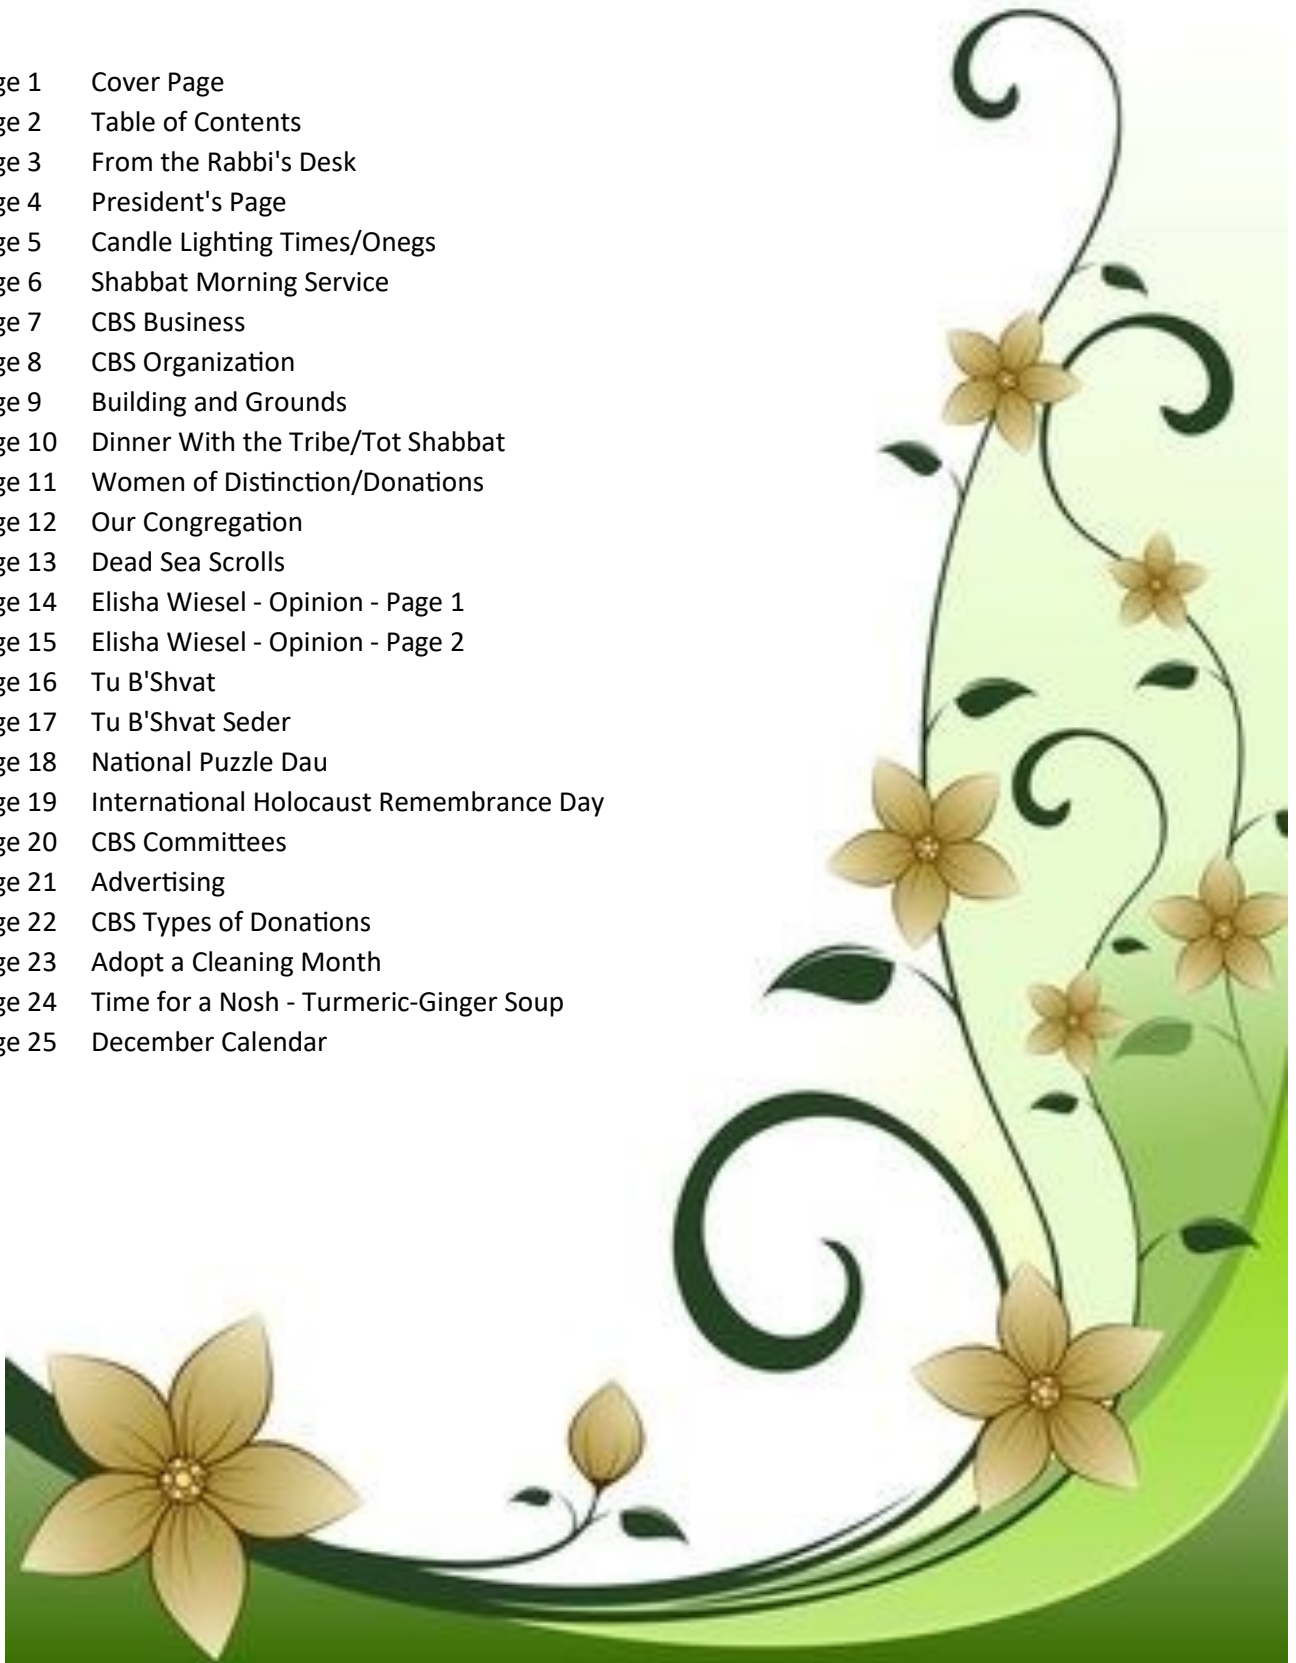 ge 1 Cover Page
ge 2 Table of Contents
ge 3 From the Rabbi's Desk
ge 4 President's Page
ge 5 Candle Lighting Times/Onegs
ge 6 Shabbat Morning Service
ge 7 CBS Business
ge 8 CBS Organization
ge 9 Building and Grounds
ge 10 Dinner With the Tribe/Tot Shabbat
ge 11 Women of Distinction/Donations
ge 12 Our Congregation
ge 13 Dead Sea Scrolls
ge 14 Elisha Wiesel - Opinion - Page 1
ge 15 Elisha Wiesel - Opinion - Page 2
ge 16 Tu B'Shvat
ge 17 Tu B'Shvat Seder
ge 18 National Puzzle Dau
ge 19 International Holocaust Remembrance Day
ge 20 CBS Committees
ge 21 Advertising
ge 22 CBS Types of Donations
ge 23 Adopt a Cleaning Month
ge 24 Time for a Nosh - Turmeric-Ginger Soup
ge 25 December Calendar